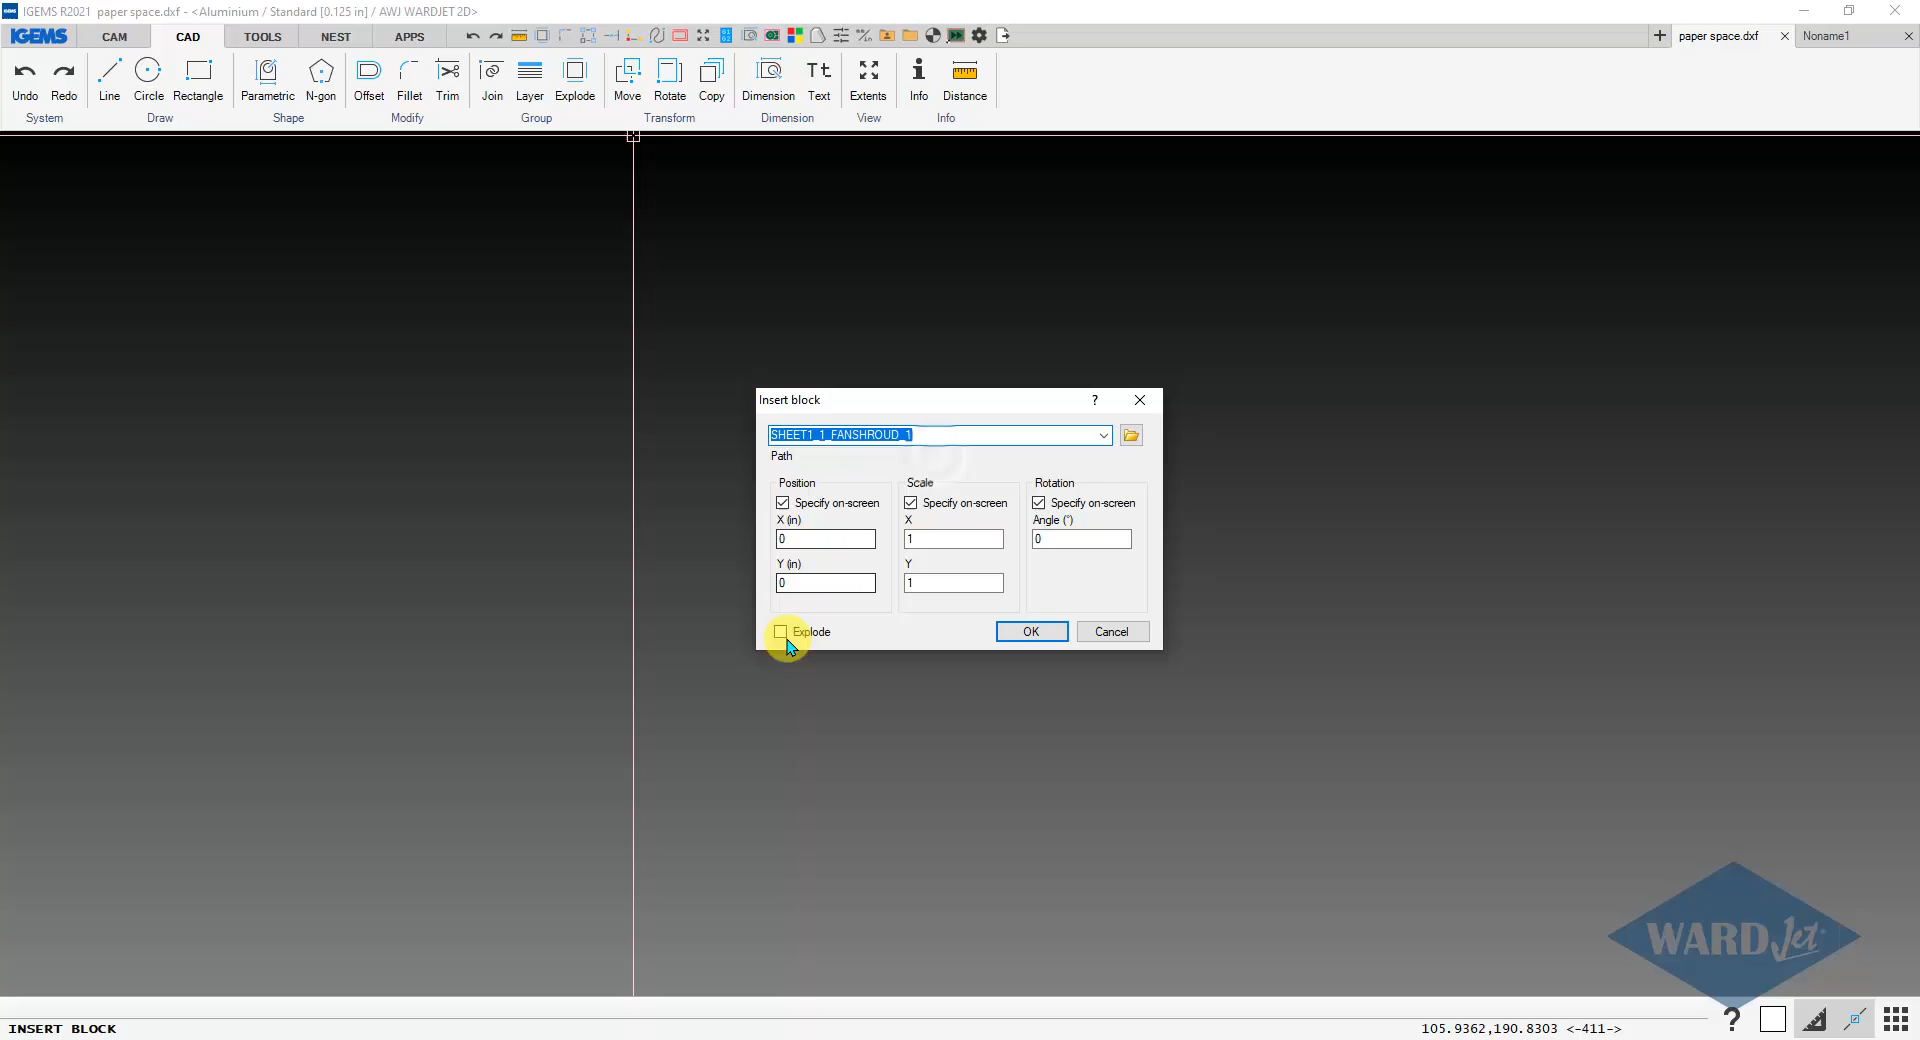 IGEMS R2021 paper space.dxf - <Aluminium / Standard [0.125 in] / AWJ WARDJET 2D>
IGEMS CAM CAD TOOLS NEST APPS paper space.dxf Noname1
Undo Redo Line Circle Rectangle Parametric N-gon Offset Fillet Trim Join Layer Explode Move Rotate Copy Dimension Text Extents Info Distance
System Draw Shape Modify Group Transform Dimension View Info
Insert block
SHEET1_1_FANSHROUD_1
Path
Position Scale Rotation
Specify on-screen Specify on-screen Specify on-screen
X (in) X Angle (°)
0 1 0
Y (in) Y
0 1
Explode OK Cancel
WARDJet
INSERT BLOCK 105.9362,190.8303 <-411->